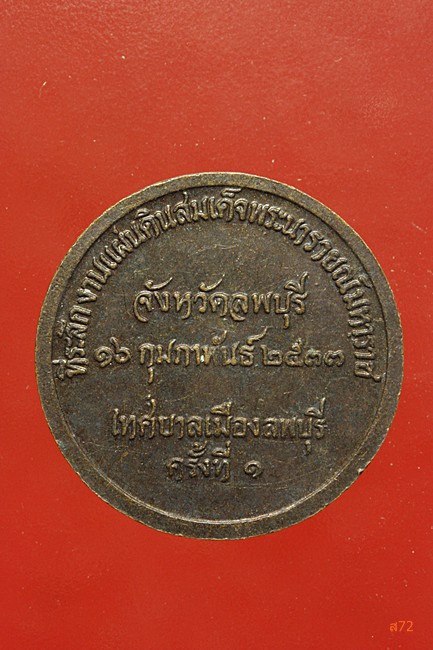 ที่ระลึกงานแผ่นดินสมเด็จพระนารายณ์มหาราช
จังหวัดลพบุรี
๑๖ กุมภาพันธ์ ๒๕๓๓
เทศบาลเมืองลพบุรี
ครั้งที่ ๑
ส72